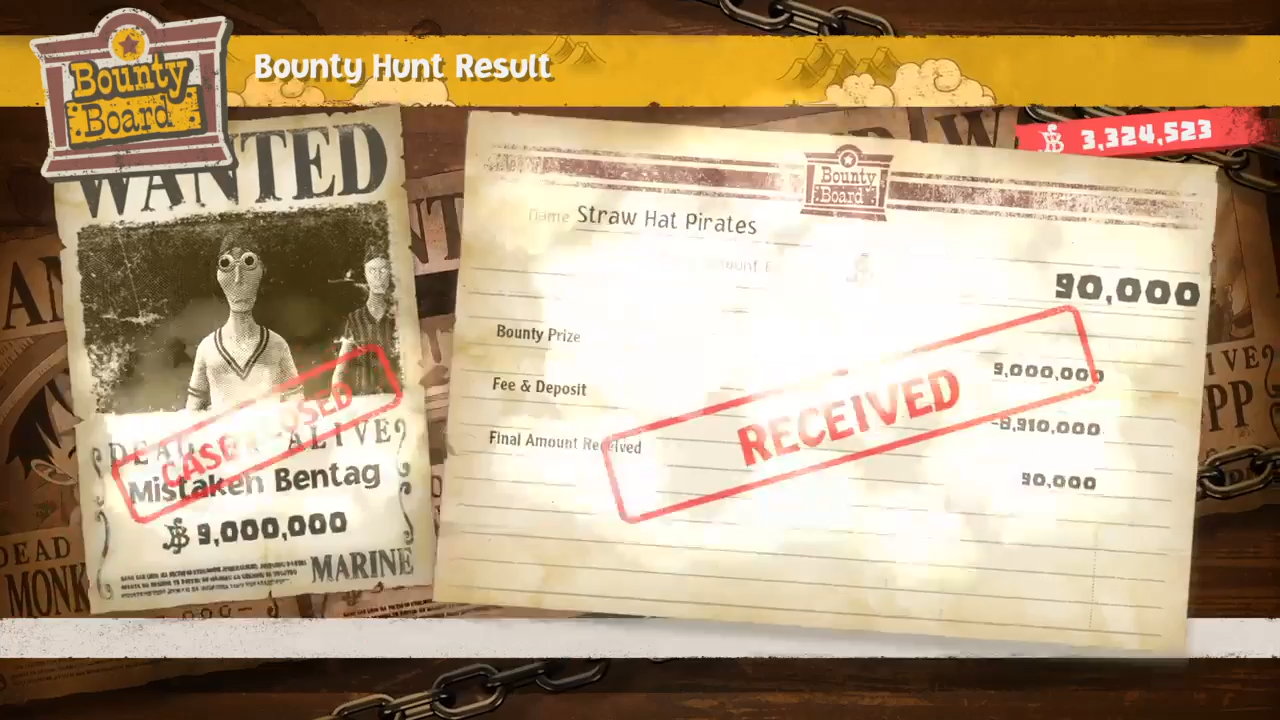 Bounty Board
Bounty Hunt Result
3,324,523
WANTED
DEAD ALIVE
CASE CLOSED
Mistaken Bentag
9,000,000
MARINE
Bounty Board
Name Straw Hat Pirates
90,000
Bounty Prize 9,000,000
Fee & Deposit -8,910,000
Final Amount Received 90,000
RECEIVED
DEAD
MONK